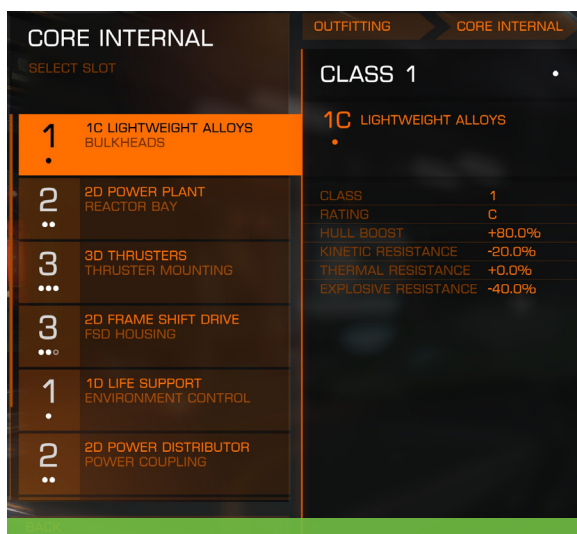 CORE INTERNAL
SELECT SLOT
1
1C LIGHTWEIGHT ALLOYS
BULKHEADS
2
2D POWER PLANT
REACTOR BAY
3
3D THRUSTERS
THRUSTER MOUNTING
3
2D FRAME SHIFT DRIVE
FSD HOUSING
1
1D LIFE SUPPORT
ENVIRONMENT CONTROL
2
2D POWER DISTRIBUTOR
POWER COUPLING
BACK
OUTFITTING CORE INTERNAL
CLASS 1
1C LIGHTWEIGHT ALLOYS
CLASS 1
RATING C
HULL BOOST +80.0%
KINETIC RESISTANCE -20.0%
THERMAL RESISTANCE +0.0%
EXPLOSIVE RESISTANCE -40.0%